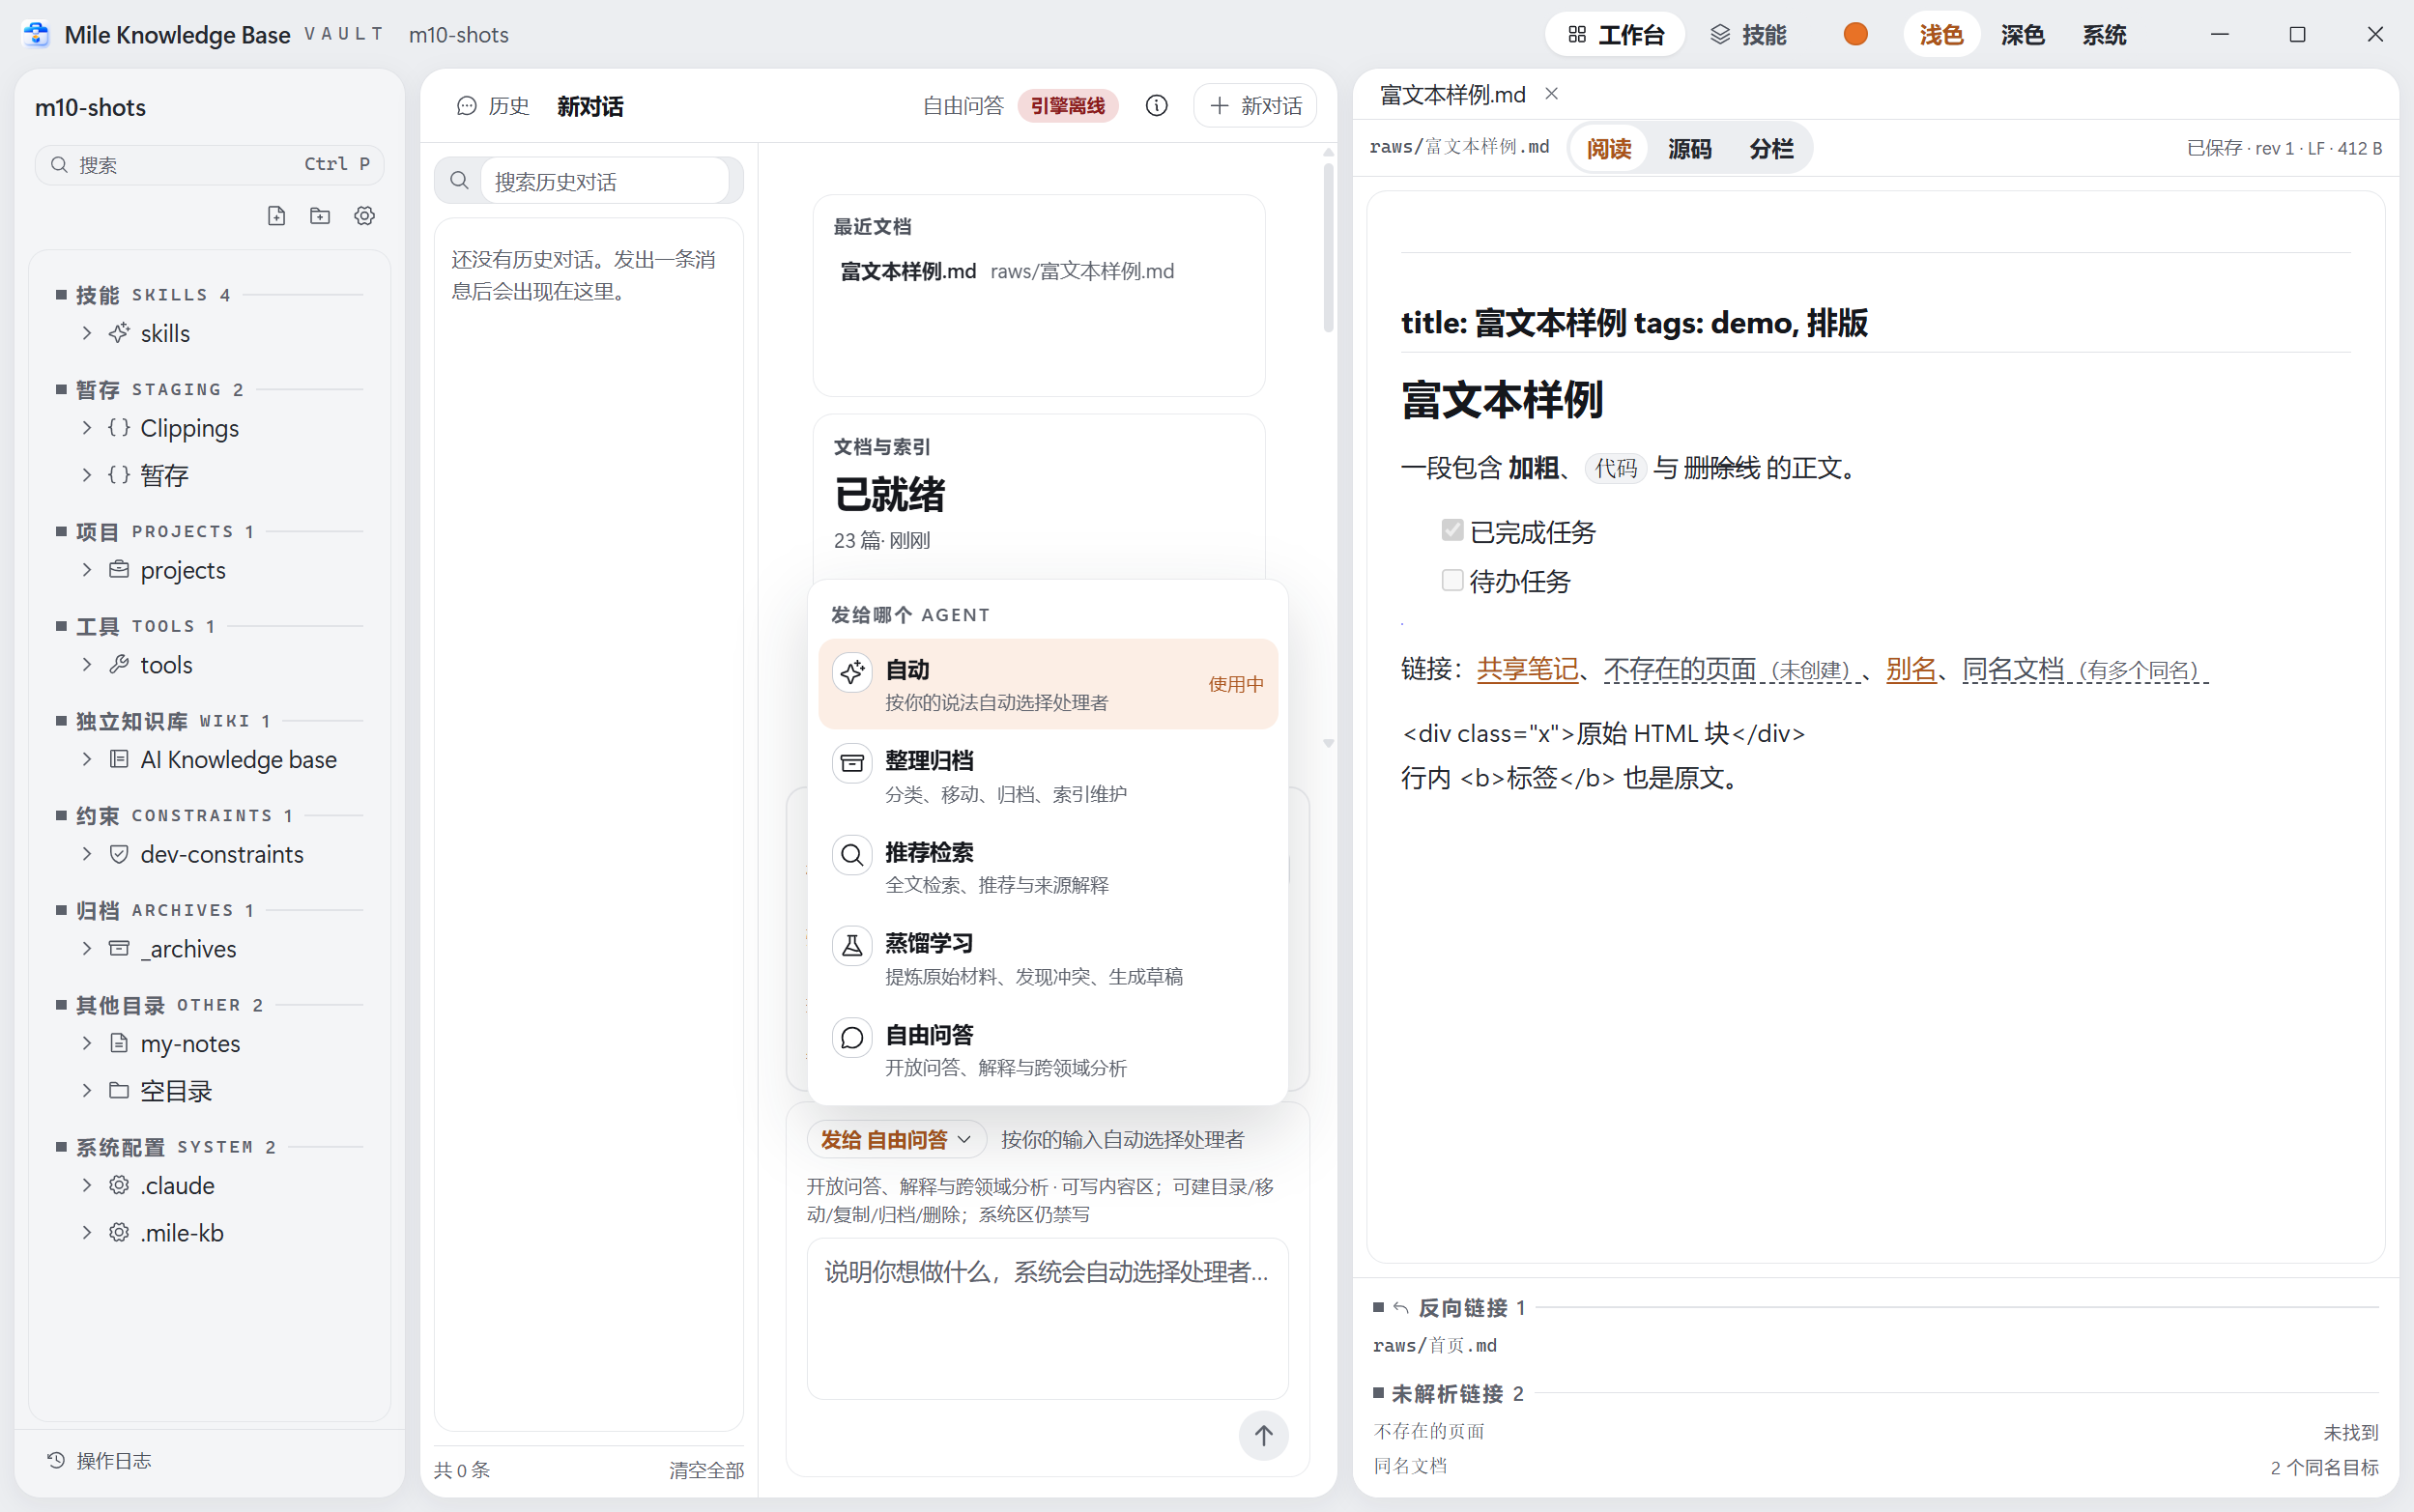 Mile Knowledge Base VAULT m10-shots
工作台 技能 浅色 深色 系统
m10-shots
搜索 Ctrl P
技能 SKILLS 4
skills
暂存 STAGING 2
Clippings
暂存
项目 PROJECTS 1
projects
工具 TOOLS 1
tools
独立知识库 WIKI 1
AI Knowledge base
约束 CONSTRAINTS 1
dev-constraints
归档 ARCHIVES 1
_archives
其他目录 OTHER 2
my-notes
空目录
系统配置 SYSTEM 2
.claude
.mile-kb
操作日志
历史 新对话 自由问答 引擎离线 新对话
搜索历史对话
还没有历史对话。发出一条消
息后会出现在这里。
共 0 条 清空全部
最近文档
富文本样例.md raws/富文本样例.md
文档与索引
已就绪
23 篇· 刚刚
发给哪个 AGENT
自动
按你的说法自动选择处理者
使用中
整理归档
分类、移动、归档、索引维护
推荐检索
全文检索、推荐与来源解释
蒸馏学习
提炼原始材料、发现冲突、生成草稿
自由问答
开放问答、解释与跨领域分析
发给 自由问答 按你的输入自动选择处理者
开放问答、解释与跨领域分析 · 可写内容区；可建目录/移
动/复制/归档/删除；系统区仍禁写
说明你想做什么，系统会自动选择处理者...
富文本样例.md
raws/富文本样例.md 阅读 源码 分栏 已保存 · rev 1 · LF · 412 B
title: 富文本样例 tags: demo, 排版
富文本样例
一段包含 加粗、 代码 与 删除线 的正文。
已完成任务
待办任务
链接：共享笔记、不存在的页面（未创建）、别名、同名文档（有多个同名）
<div class="x">原始 HTML 块</div>
行内 <b>标签</b> 也是原文。
反向链接 1
raws/首页.md
未解析链接 2
不存在的页面 未找到
同名文档 2 个同名目标